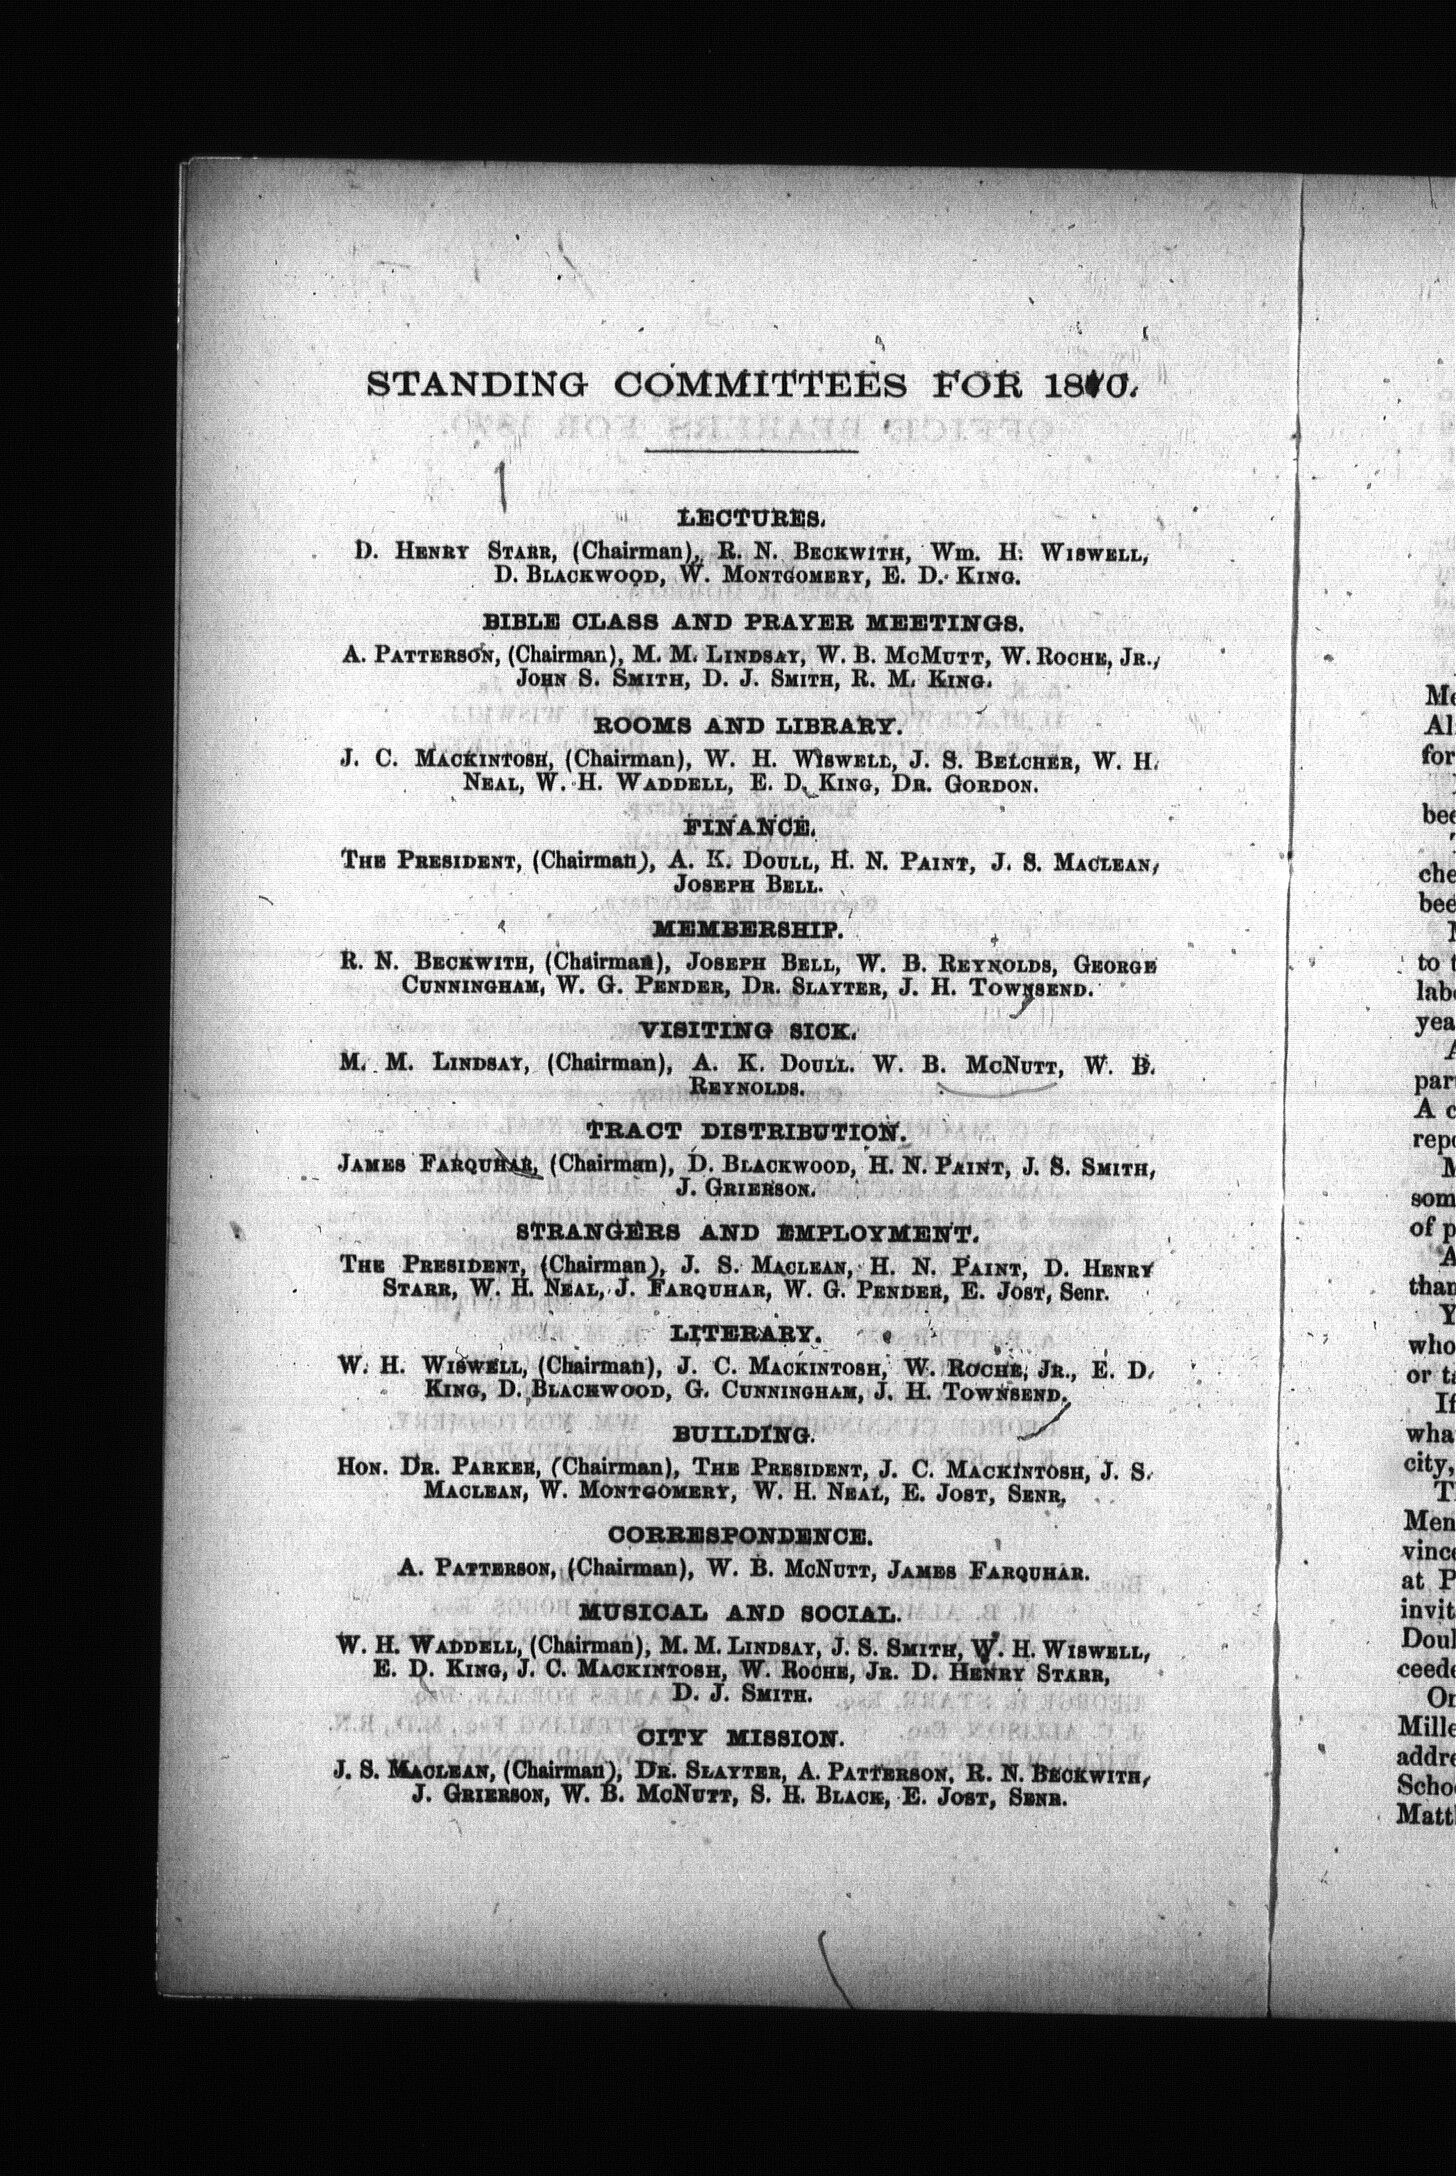 STANDING COMMITTEES FOR 1870.
LECTURES.
D. HENRY STARR, (Chairman), R. N. BECKWITH, Wm. H. WISWELL,
D. BLACKWOOD, W. MONTGOMERY, E. D. KING.
BIBLE CLASS AND PRAYER MEETINGS.
A. PATTERSON, (Chairman), M. M. LINDSAY, W. B. MCMUTT, W. ROCHE, JR.,
JOHN S. SMITH, D. J. SMITH, R. M. KING.
ROOMS AND LIBRARY.
J. C. MACKINTOSH, (Chairman), W. H. WISWELL, J. S. BELCHER, W. H.
NEAL, W. H. WADDELL, E. D. KING, DR. GORDON.
FINANCE.
THE PRESIDENT, (Chairman), A. K. DOULL, H. N. PAINT, J. S. MACLEAN,
JOSEPH BELL.
MEMBERSHIP.
R. N. BECKWITH, (Chairman), JOSEPH BELL, W. B. REYNOLDS, GEORGE
CUNNINGHAM, W. G. PENDER, DR. SLAYTER, J. H. TOWNSEND.
VISITING SICK.
M. M. LINDSAY, (Chairman), A. K. DOULL. W. B. MCNUTT, W. B.
REYNOLDS.
TRACT DISTRIBUTION.
JAMES FARQUHAR, (Chairman), D. BLACKWOOD, H. N. PAINT, J. S. SMITH,
J. GRIERSON.
STRANGERS AND EMPLOYMENT.
THE PRESIDENT, (Chairman), J. S. MACLEAN, H. N. PAINT, D. HENRY
STARR, W. H. NEAL, J. FARQUHAR, W. G. PENDER, E. JOST, Senr.
LITERARY.
W. H. WISWELL, (Chairman), J. C. MACKINTOSH, W. ROCHE, JR., E. D.
KING, D. BLACKWOOD, G. CUNNINGHAM, J. H. TOWNSEND.
BUILDING.
HON. DR. PARKER, (Chairman), THE PRESIDENT, J. C. MACKINTOSH, J. S.
MACLEAN, W. MONTGOMERY, W. H. NEAL, E. JOST, SENR.
CORRESPONDENCE.
A. PATTERSON, (Chairman), W. B. MCNUTT, JAMES FARQUHAR.
MUSICAL AND SOCIAL.
W. H. WADDELL, (Chairman), M. M. LINDSAY, J. S. SMITH, W. H. WISWELL,
E. D. KING, J. C. MACKINTOSH, W. ROCHE, JR. D. HENRY STARR,
D. J. SMITH.
CITY MISSION.
J. S. MACLEAN, (Chairman), DR. SLAYTER, A. PATTERSON, R. N. BECKWITH,
J. GRIERSON, W. B. MCNUTT, S. H. BLACK, E. JOST, SENR.